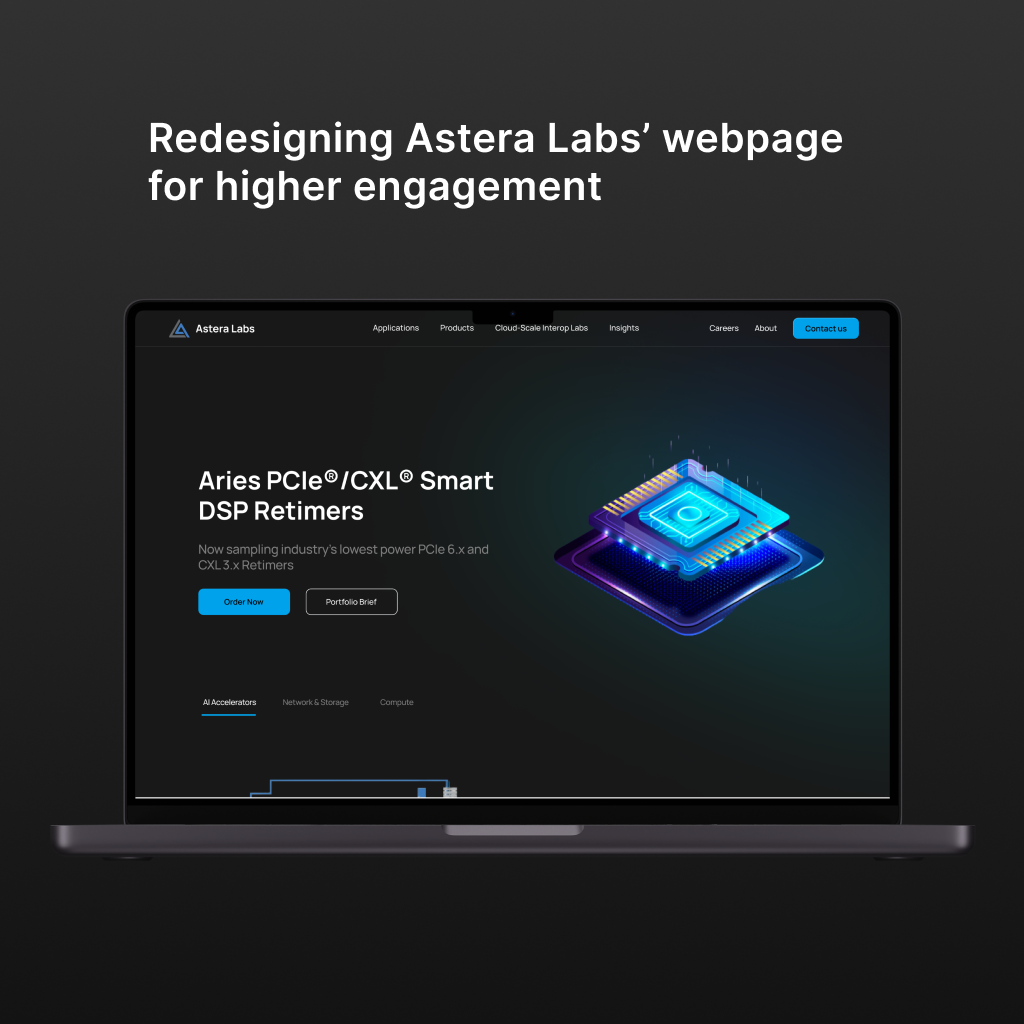 Redesigning Astera Labs’ webpage
for higher engagement
Astera Labs
Applications
Products
Cloud-Scale Interop Labs
Insights
Careers
About
Contact us
Aries PCIe®/CXL® Smart
DSP Retimers
Now sampling industry's lowest power PCIe 6.x and
CXL 3.x Retimers
Order Now
Portfolio Brief
AI Accelerators
Network & Storage
Compute